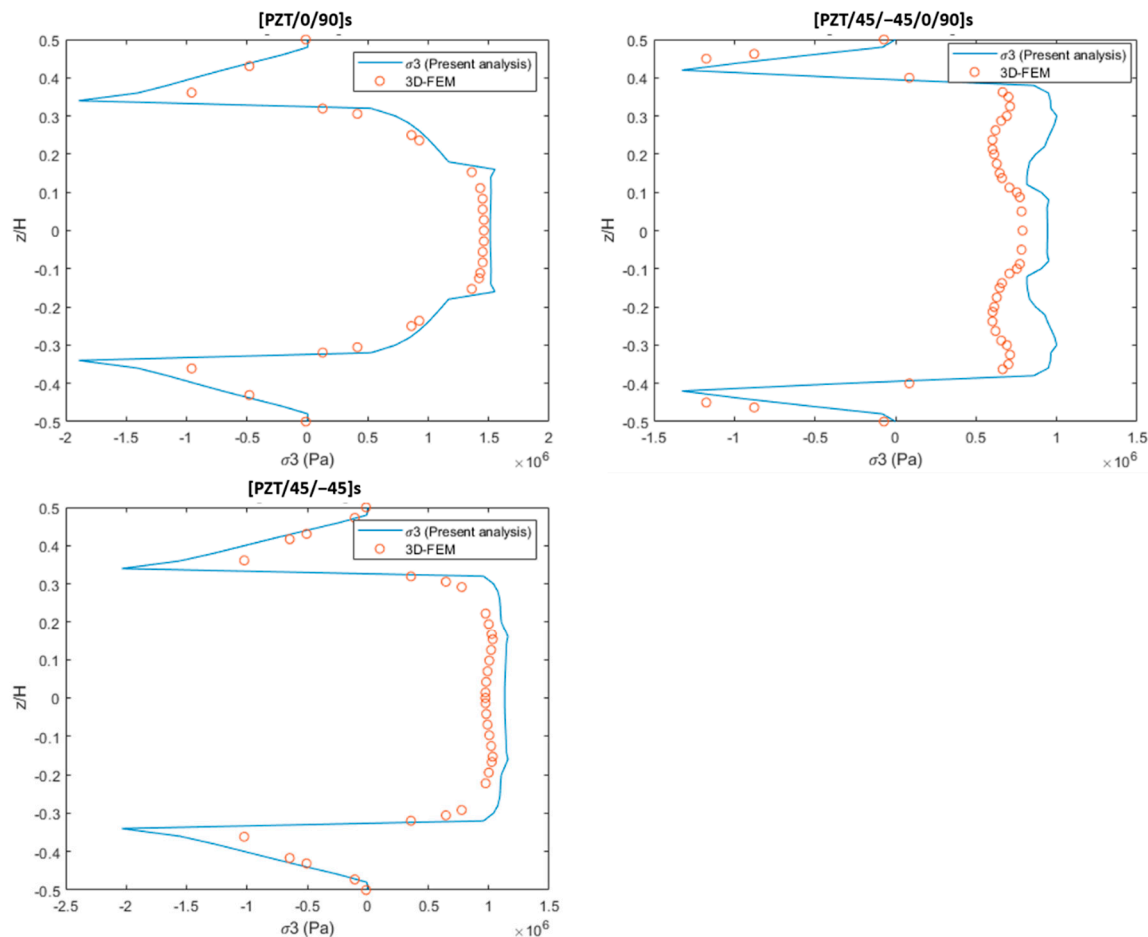 [PZT/0/90]s
σ3 (Present analysis)
3D-FEM
0.5
0.4
0.3
0.2
0.1
0
-0.1
-0.2
-0.3
-0.4
-0.5
z/H
-2 -1.5 -1 -0.5 0 0.5 1 1.5 2
σ3 (Pa)
×10⁶
[PZT/45/−45/0/90]s
σ3 (Present analysis)
3D-FEM
0.5
0.4
0.3
0.2
0.1
0
-0.1
-0.2
-0.3
-0.4
-0.5
z/H
-1.5 -1 -0.5 0 0.5 1 1.5
σ3 (Pa)
×10⁶
[PZT/45/−45]s
σ3 (Present analysis)
3D-FEM
0.5
0.4
0.3
0.2
0.1
0
-0.1
-0.2
-0.3
-0.4
-0.5
z/H
-2.5 -2 -1.5 -1 -0.5 0 0.5 1 1.5
σ3 (Pa)
×10⁶